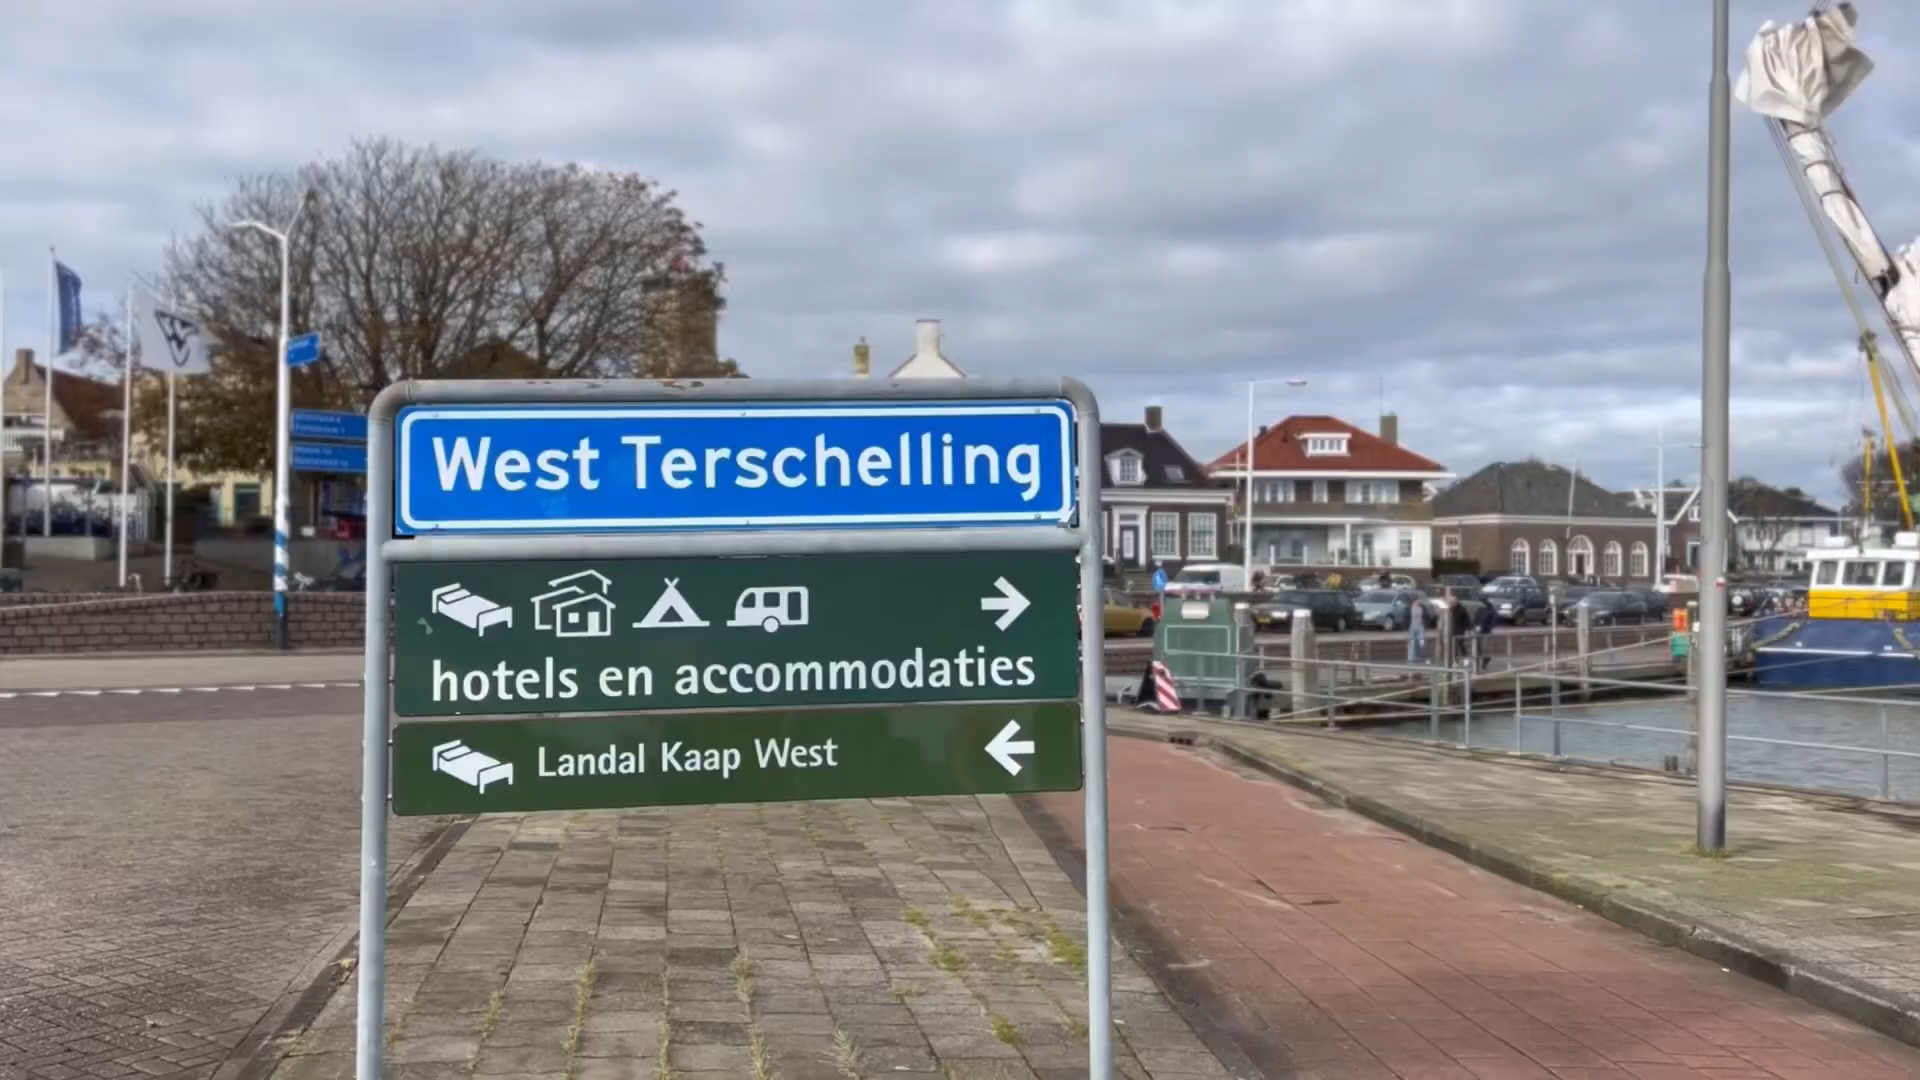 West Terschelling
hotels en accommodaties
Landal Kaap West